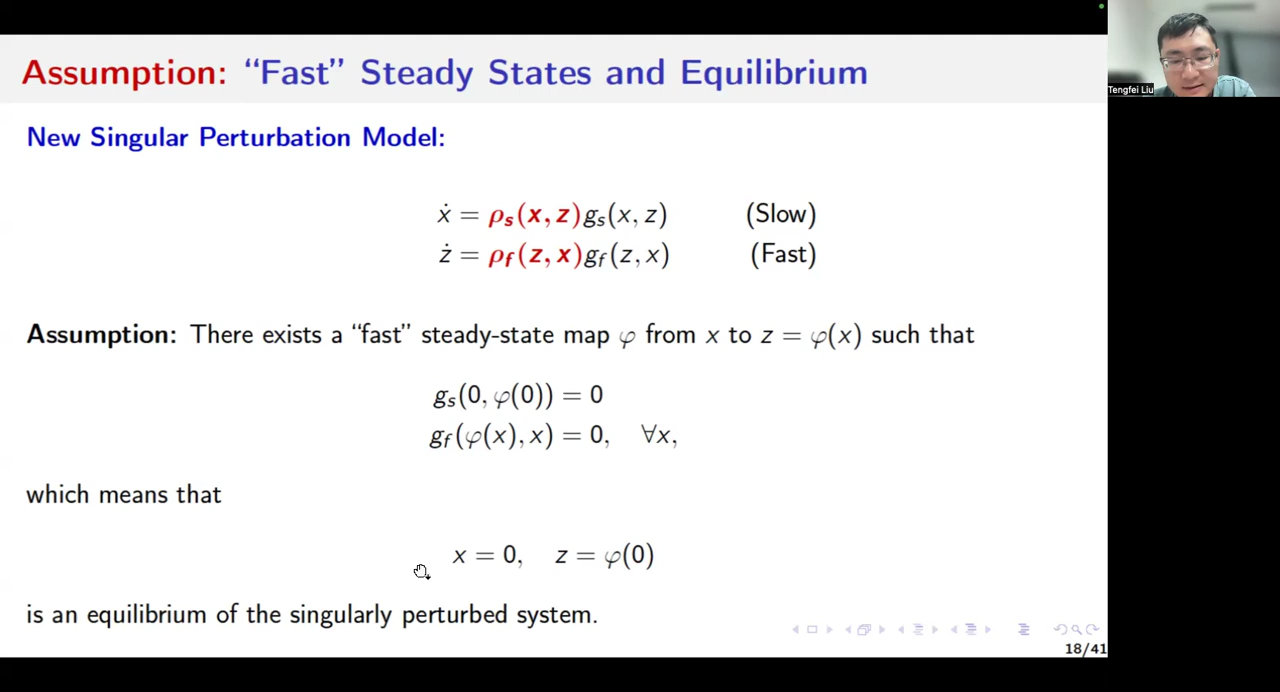 Assumption: “Fast” Steady States and Equilibrium
Tengfei Liu
New Singular Perturbation Model:
ẋ = ρs(x, z)gs(x, z) (Slow)
ż = ρf(z, x)gf(z, x) (Fast)
Assumption: There exists a “fast” steady-state map φ from x to z = φ(x) such that
gs(0, φ(0)) = 0
gf(φ(x), x) = 0, ∀x,
which means that
x = 0, z = φ(0)
is an equilibrium of the singularly perturbed system.
18/41